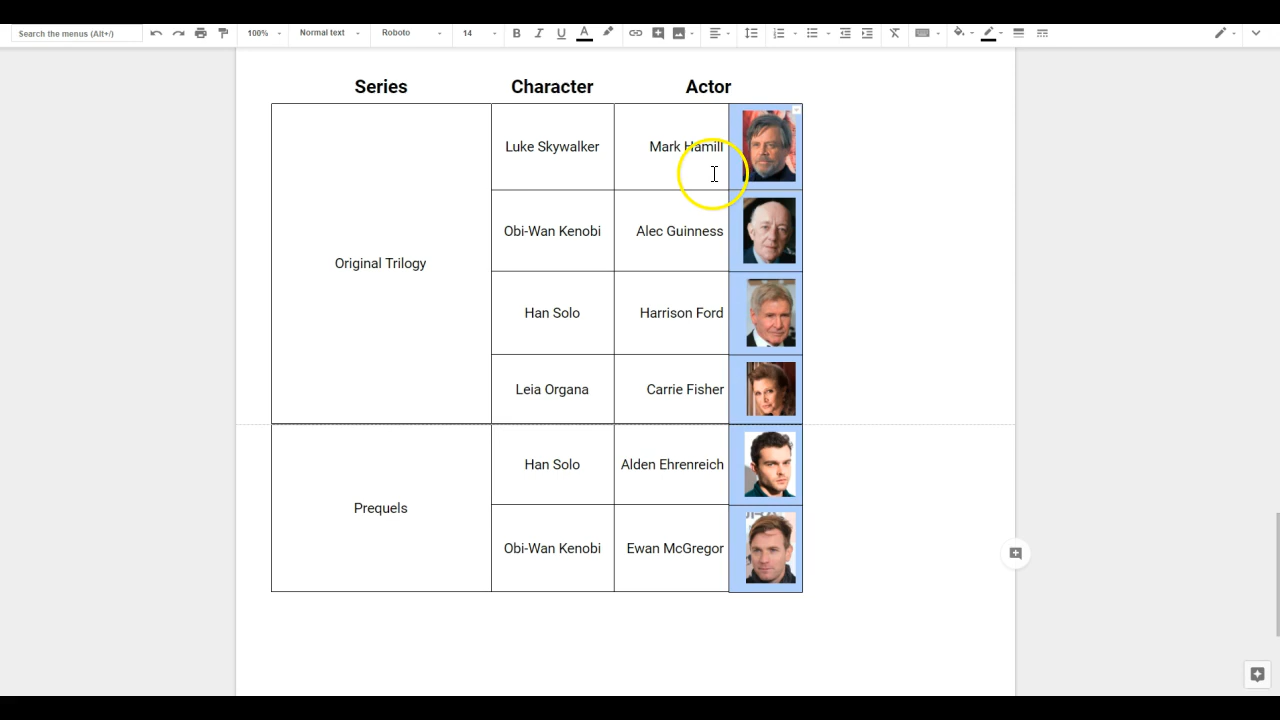 Search the menus (Alt+/)
100%
Normal text
Roboto
14
B
I
U
A
Series Character Actor
Luke Skywalker Mark Hamill
Obi-Wan Kenobi Alec Guinness
Original Trilogy
Han Solo Harrison Ford
Leia Organa Carrie Fisher
Han Solo Alden Ehrenreich
Prequels
Obi-Wan Kenobi Ewan McGregor